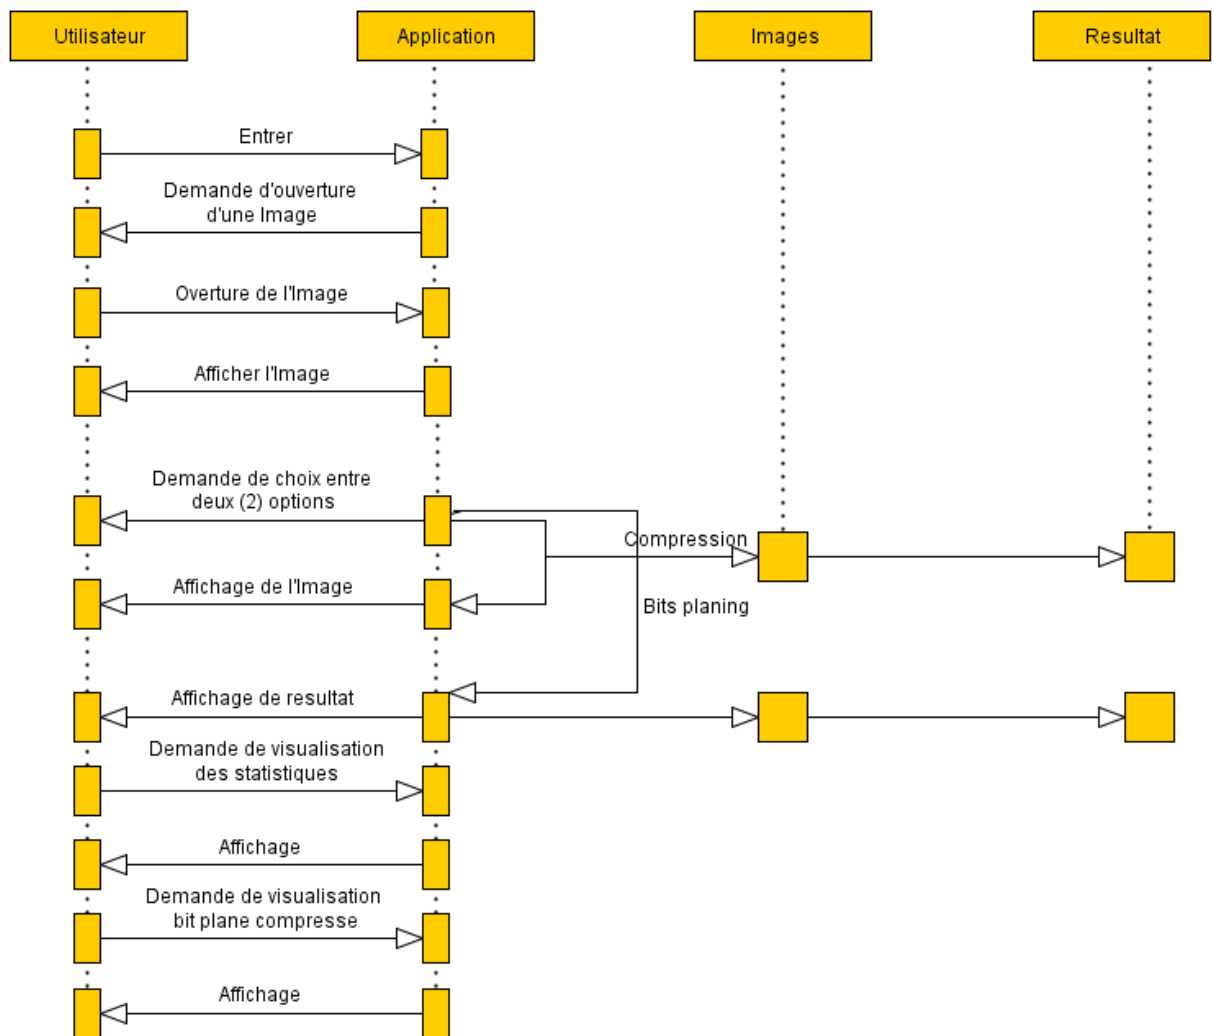 Utilisateur
Application
Images
Resultat
Entrer
Demande d'ouverture
d'une Image
Overture de l'Image
Afficher l'Image
Demande de choix entre
deux (2) options
Compression
Affichage de l'Image
Bits planing
Affichage de resultat
Demande de visualisation
des statistiques
Affichage
Demande de visualisation
bit plane compresse
Affichage